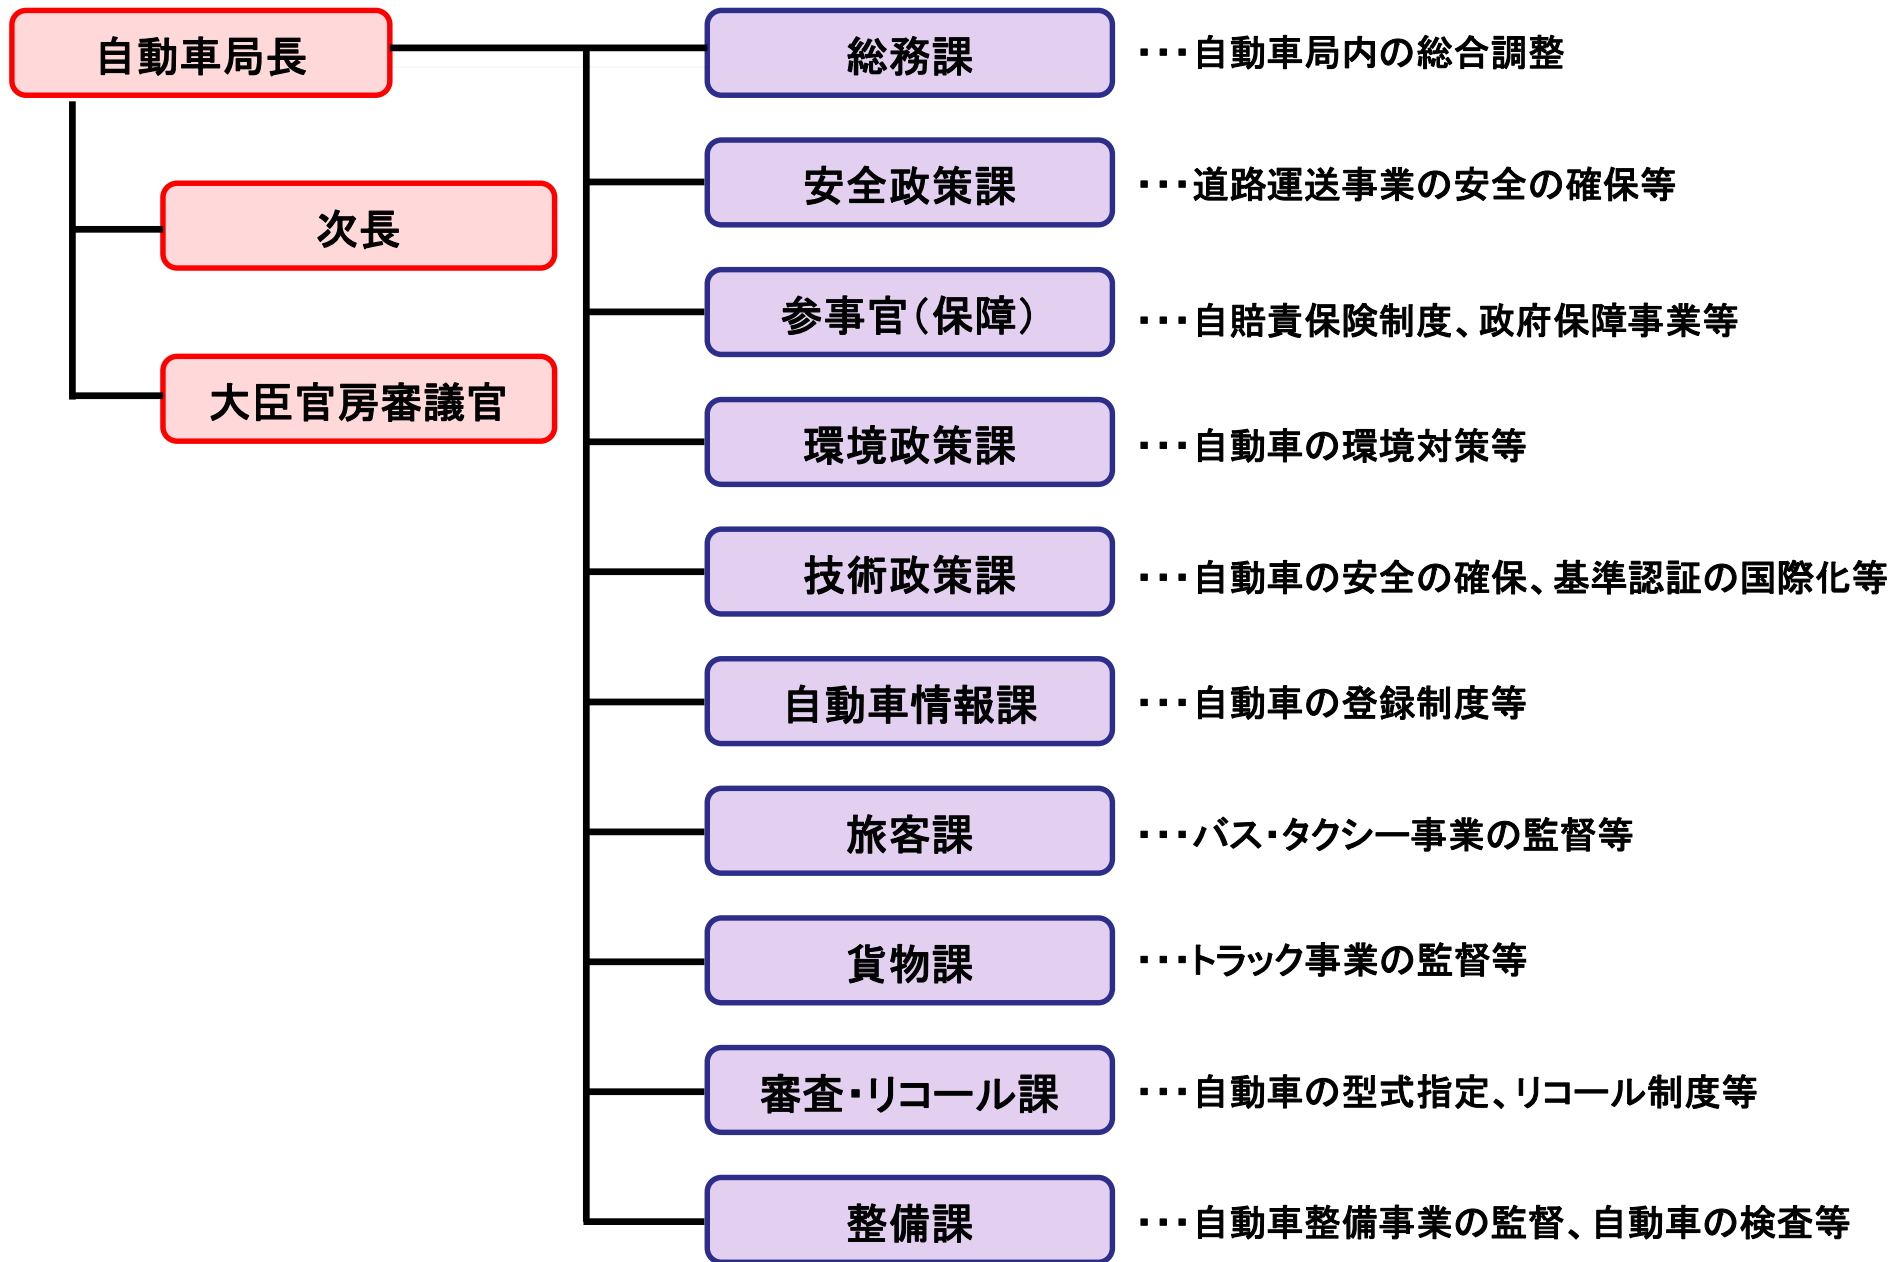 自動車局長
次長
大臣官房審議官
総務課 ・・・自動車局内の総合調整
安全政策課 ・・・道路運送事業の安全の確保等
参事官（保障） ・・・自賠責保険制度、政府保障事業等
環境政策課 ・・・自動車の環境対策等
技術政策課 ・・・自動車の安全の確保、基準認証の国際化等
自動車情報課 ・・・自動車の登録制度等
旅客課 ・・・バス・タクシー事業の監督等
貨物課 ・・・トラック事業の監督等
審査・リコール課 ・・・自動車の型式指定、リコール制度等
整備課 ・・・自動車整備事業の監督、自動車の検査等